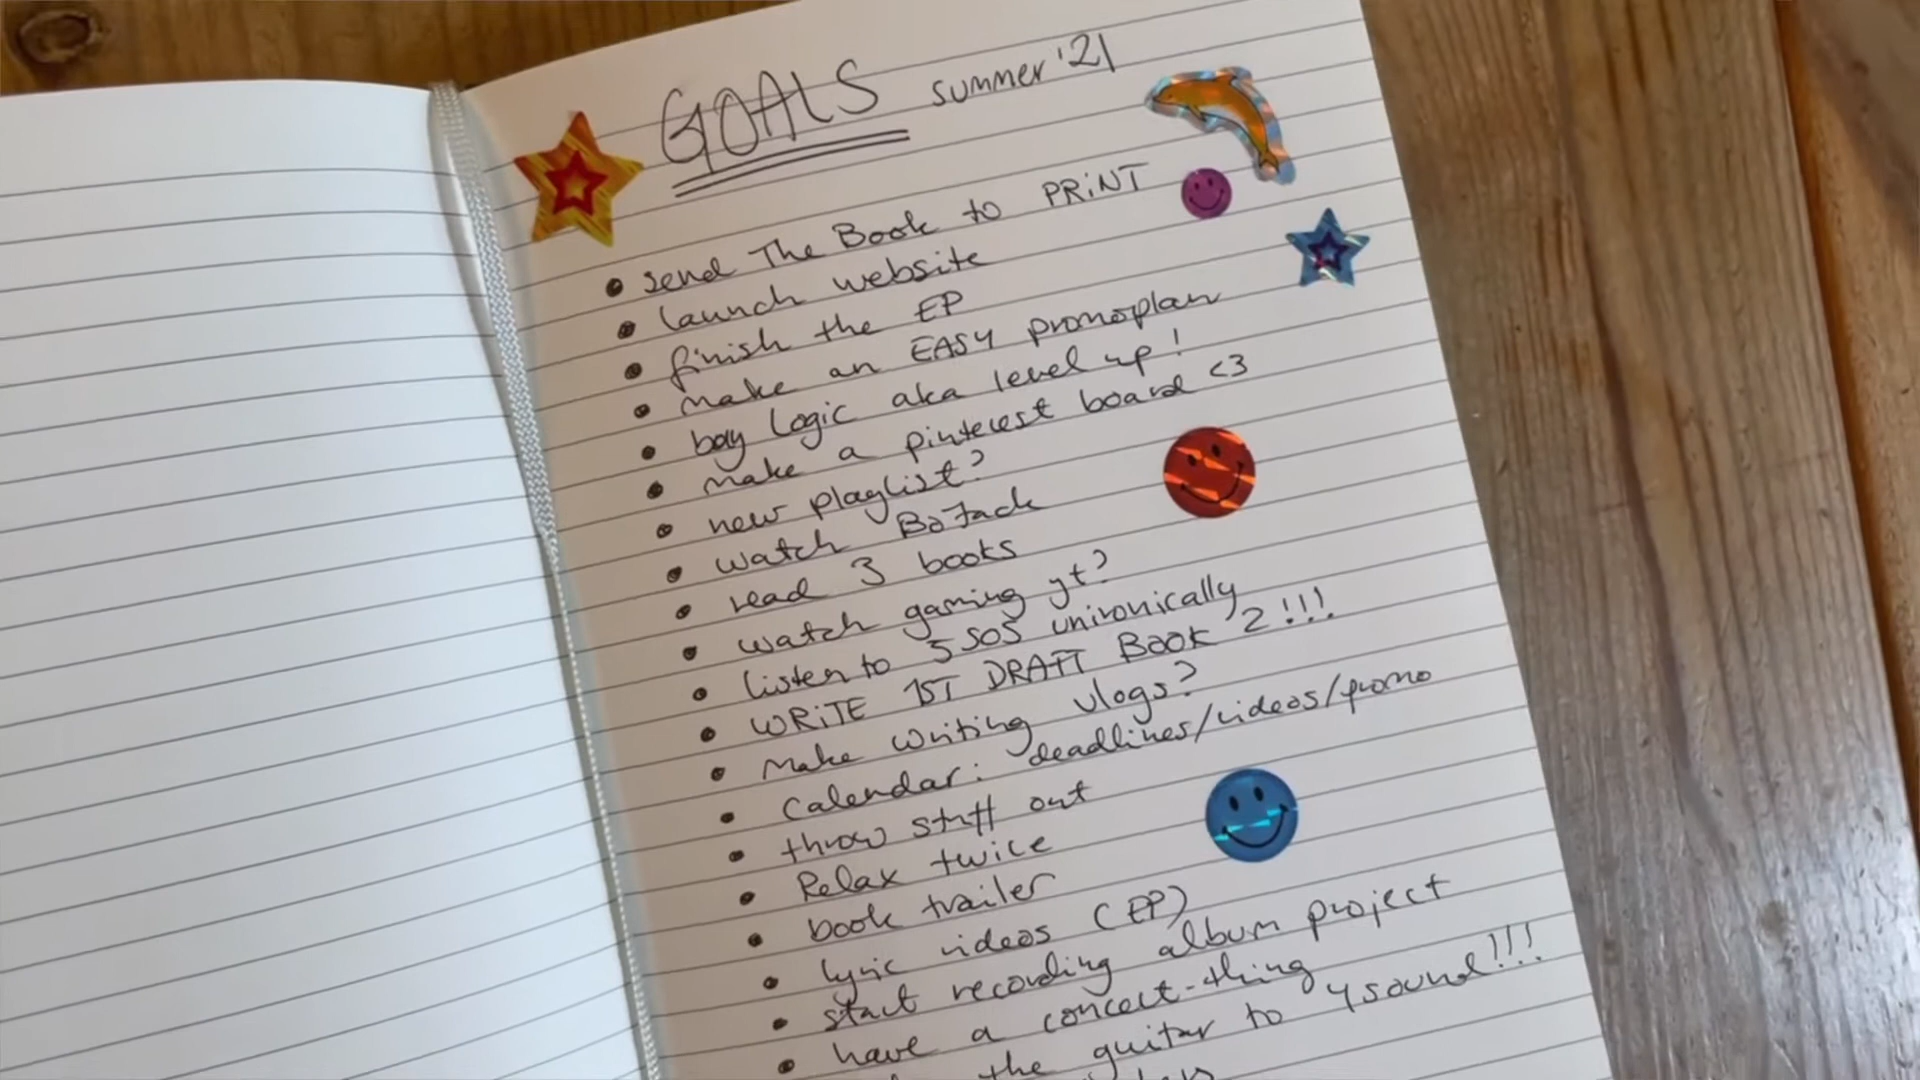 GOALS summer '21
• send The Book to PRiNT
• launch website
• finish the EP
• make an EASY promoplan
• buy Logic aka level up!
• make a pinterest board <3
• new playlist?
• watch BoJack
• read 3 books
• watch gaming yt?
• listen to 5SOS unironically
• WRiTE 1ST DRAFT BOOK 2!!!
• Make writing vlogs?
• Calendar: deadlines/videos/promo
• throw stuff out
• Relax twice
• book trailer
• lyric videos (EP)
• start recording album project
• have a concert-thing
the guitar to 4sound!!!